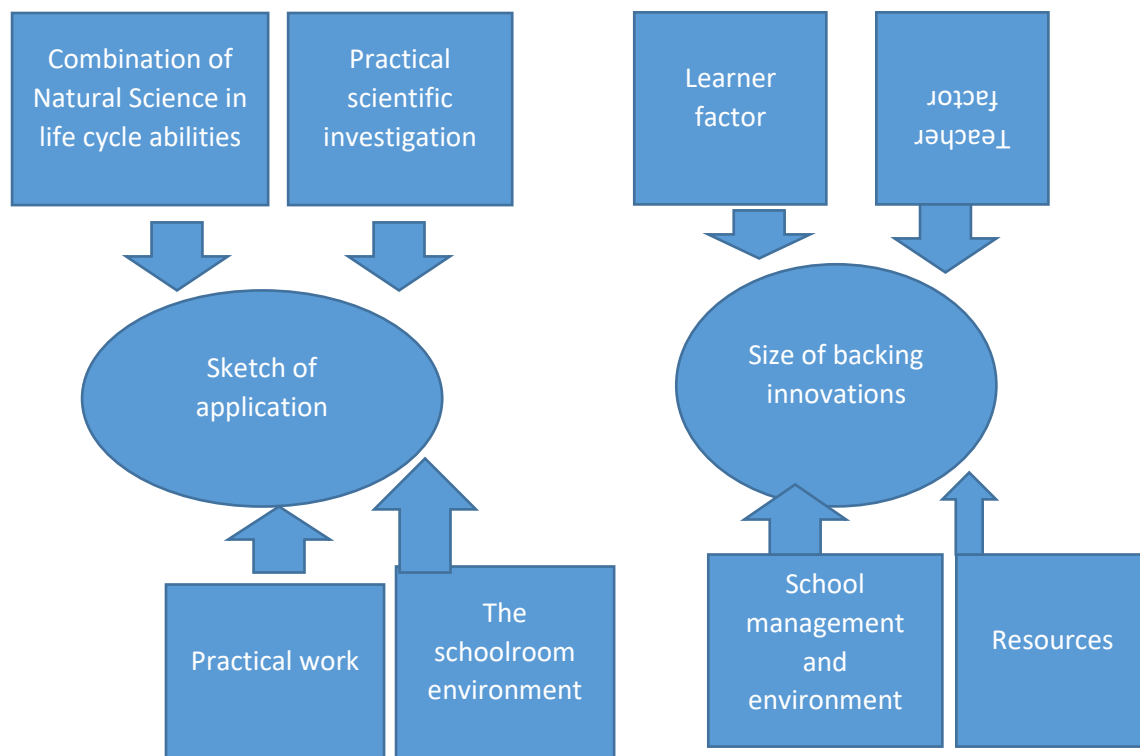 Combination of
Natural Science in
life cycle abilities
Practical
scientific
investigation
Learner
factor
Teacher
factor
Sketch of
application
Size of backing
innovations
Practical work
The
schoolroom
environment
School
management
and
environment
Resources